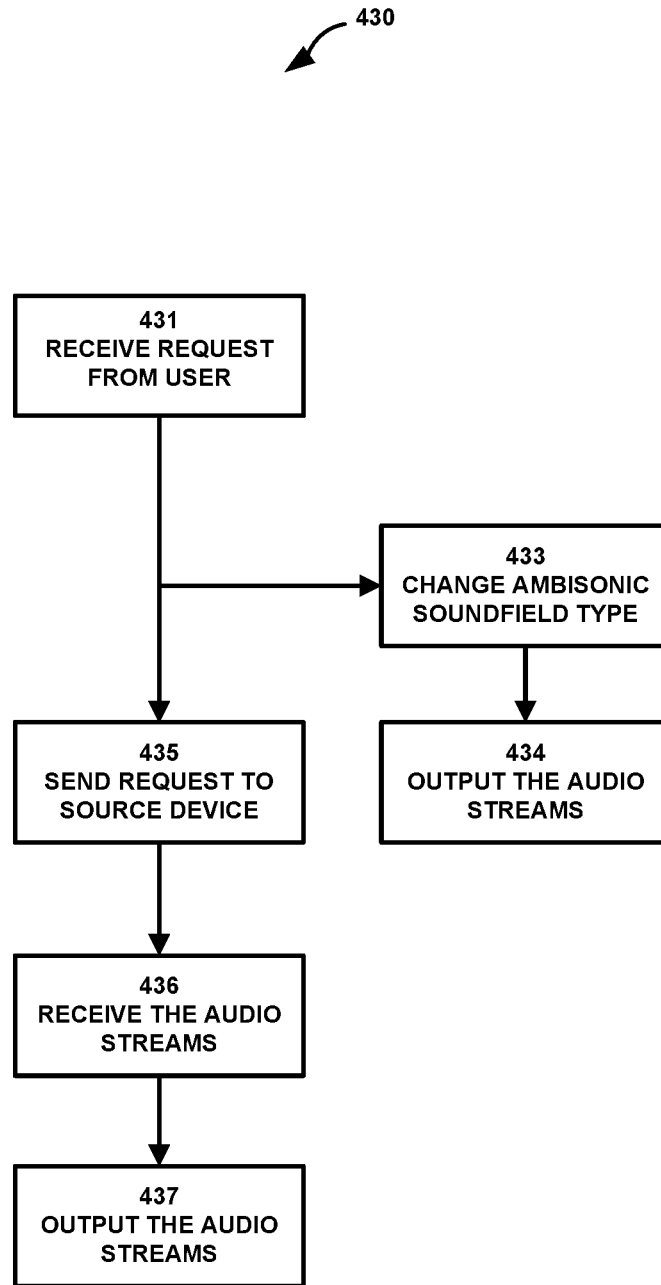 430
431
RECEIVE REQUEST
FROM USER
433
CHANGE AMBISONIC
SOUNDFIELD TYPE
435
SEND REQUEST TO
SOURCE DEVICE
434
OUTPUT THE AUDIO
STREAMS
436
RECEIVE THE AUDIO
STREAMS
437
OUTPUT THE AUDIO
STREAMS